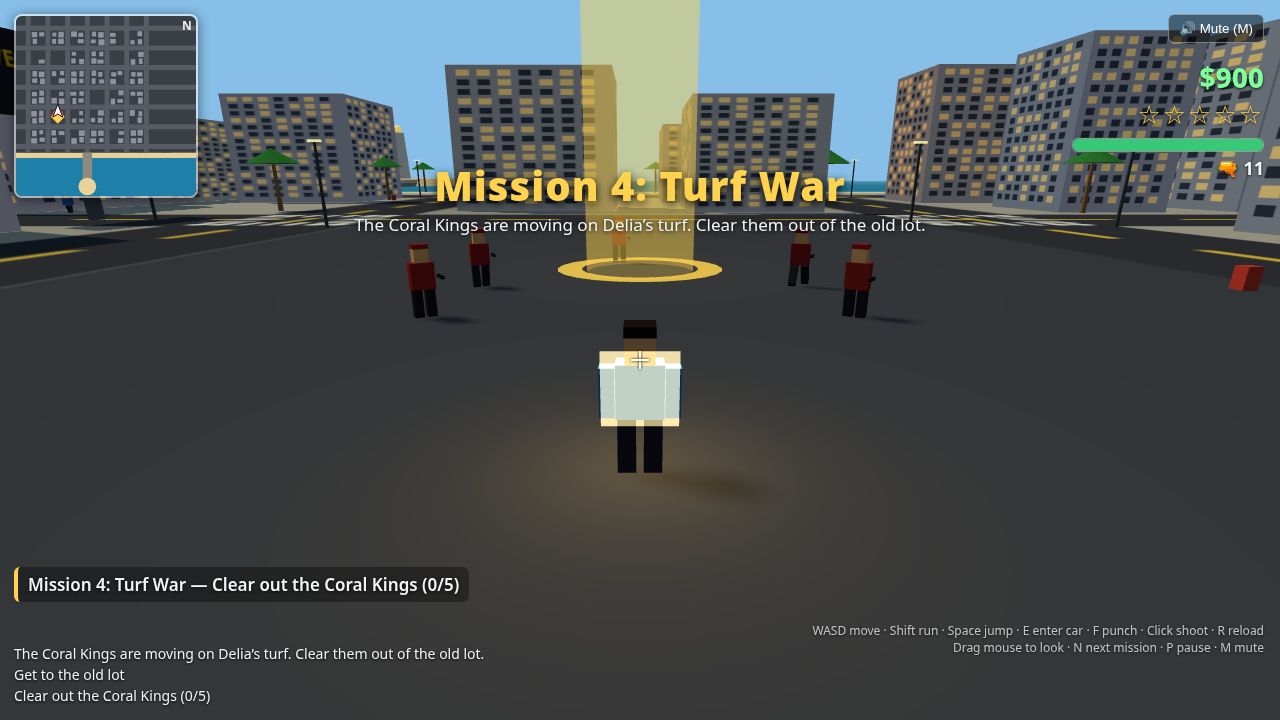 N
🔊 Mute (M)
$900
☆☆☆☆☆
11
Mission 4: Turf War
The Coral Kings are moving on Delia's turf. Clear them out of the old lot.
Mission 4: Turf War — Clear out the Coral Kings (0/5)
WASD move · Shift run · Space jump · E enter car · F punch · Click shoot · R reload
Drag mouse to look · N next mission · P pause · M mute
The Coral Kings are moving on Delia's turf. Clear them out of the old lot.
Get to the old lot
Clear out the Coral Kings (0/5)